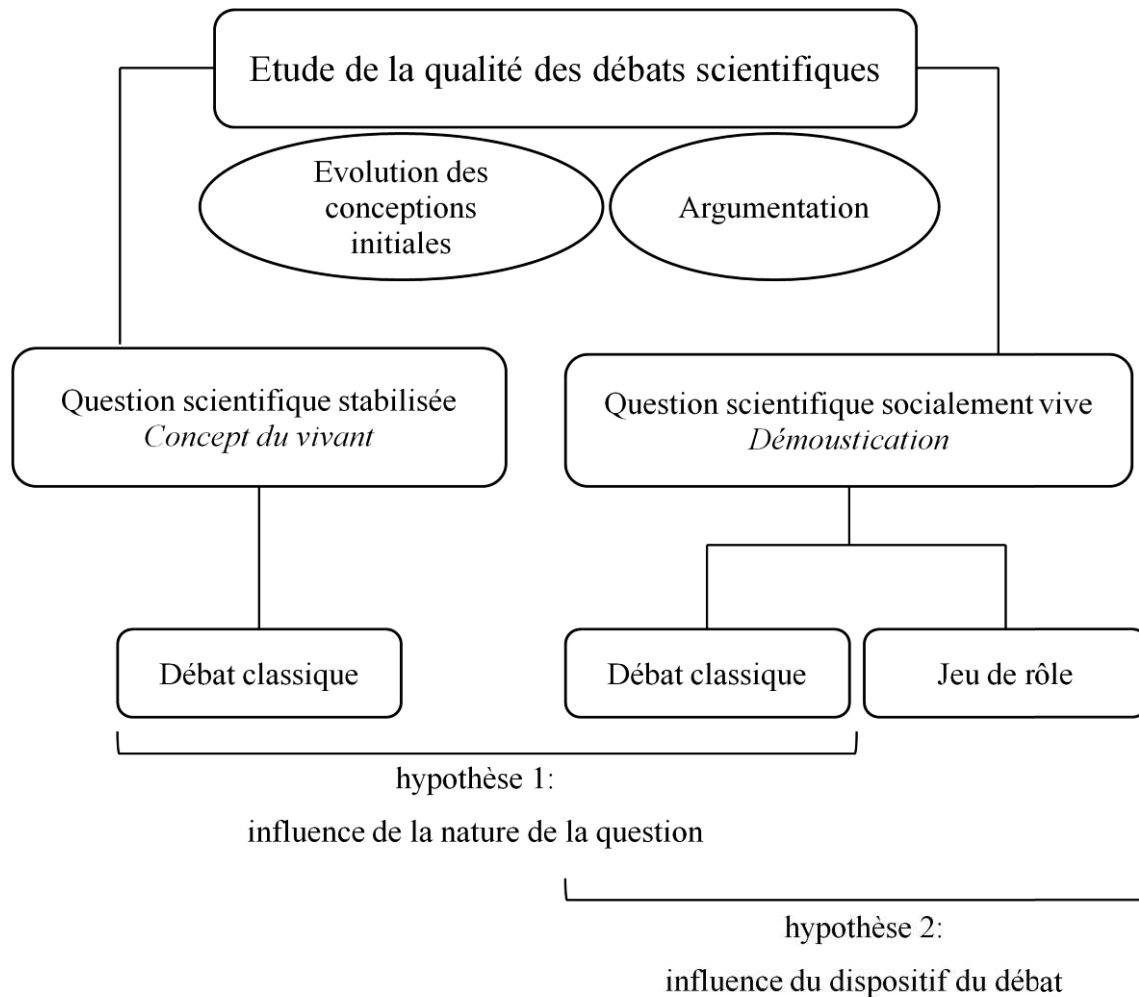 Etude de la qualité des débats scientifiques
Evolution des
conceptions
initiales
Argumentation
Question scientifique stabilisée
Concept du vivant
Question scientifique socialement vive
Démoustication
Débat classique
Débat classique
Jeu de rôle
hypothèse 1:
influence de la nature de la question
hypothèse 2:
influence du dispositif du débat